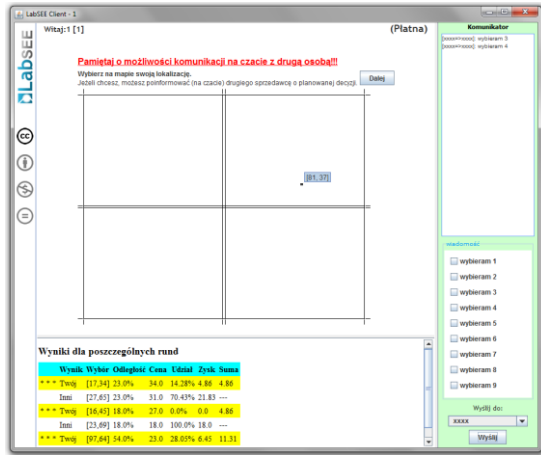 LabSEE Client - 1
Witaj:1 [1]
(Płatna)
Pamiętaj o możliwości komunikacji na czacie z drugą osobą!!!
Wybierz na mapie swoją lokalizację.
Jeżeli chcesz, możesz poinformować (na czacie) drugiego sprzedawcę o planowanej decyzji.
Dalej
[81, 37]
LabSEE
cc
Komunikator
[xxxx=>xxxx]: wybieram 3
[xxxx=>xxxx]: wybieram 4
wiadomość
wybieram 1
wybieram 2
wybieram 3
wybieram 4
wybieram 5
wybieram 6
wybieram 7
wybieram 8
wybieram 9
Wyślij do:
xxxx
Wyślij
Wyniki dla poszczególnych rund
Wynik Wybór Odległość Cena Udział Zysk Suma
* * * Twój [17,34] 23.0% 34.0 14.28% 4.86 4.86
Inni [27,65] 23.0% 31.0 70.43% 21.83 ---
* * * Twój [16,45] 18.0% 27.0 0.0% 0.0 4.86
Inni [23,69] 18.0% 18.0 100.0% 18.0 ---
* * * Twój [97,64] 54.0% 23.0 28.05% 6.45 11.31